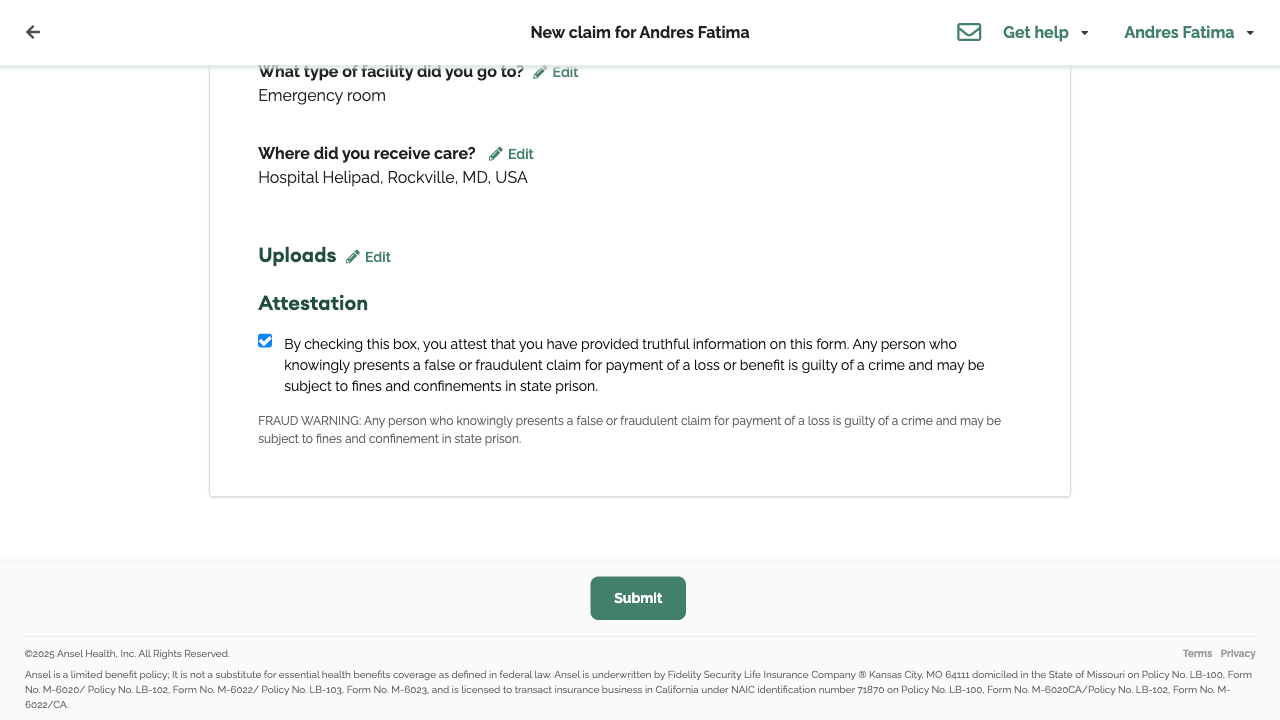 New claim for Andres Fatima
Get help
Andres Fatima
What type of facility did you go to? Edit
Emergency room
Where did you receive care? Edit
Hospital Helipad, Rockville, MD, USA
Uploads Edit
Attestation
By checking this box, you attest that you have provided truthful information on this form. Any person who
knowingly presents a false or fraudulent claim for payment of a loss or benefit is guilty of a crime and may be
subject to fines and confinements in state prison.
FRAUD WARNING: Any person who knowingly presents a false or fraudulent claim for payment of a loss is guilty of a crime and may be
subject to fines and confinement in state prison.
Submit
©2025 Ansel Health, Inc. All Rights Reserved.
Terms Privacy
Ansel is a limited benefit policy; It is not a substitute for essential health benefits coverage as defined in federal law. Ansel is underwritten by Fidelity Security Life Insurance Company ® Kansas City, MO 64111 domiciled in the State of Missouri on Policy No. LB-100, Form
No. M-6020/ Policy No. LB-102, Form No. M-6022/ Policy No. LB-103, Form No. M-6023, and is licensed to transact insurance business in California under NAIC identification number 71870 on Policy No. LB-100, Form No. M-6020CA/Policy No. LB-102, Form No. M-
6022/CA.